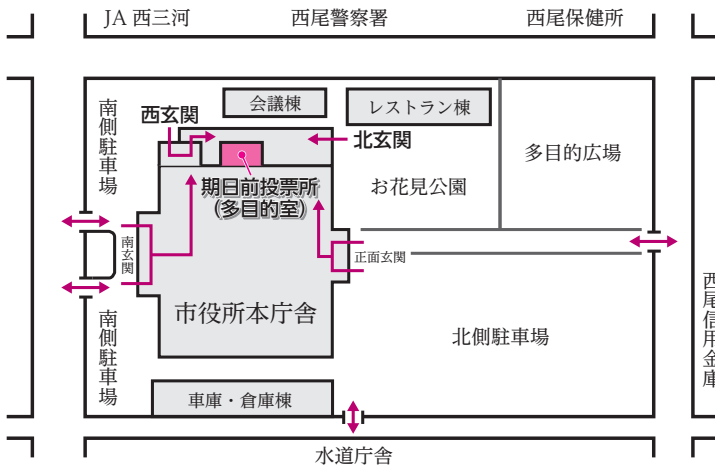 JA 西三河
西尾警察署
西尾保健所
会議棟
レストラン棟
南側駐車場
西玄関
北玄関
多目的広場
期日前投票所
（多目的室）
お花見公園
南玄関
正面玄関
市役所本庁舎
北側駐車場
西尾信用金庫
南側駐車場
車庫・倉庫棟
水道庁舎